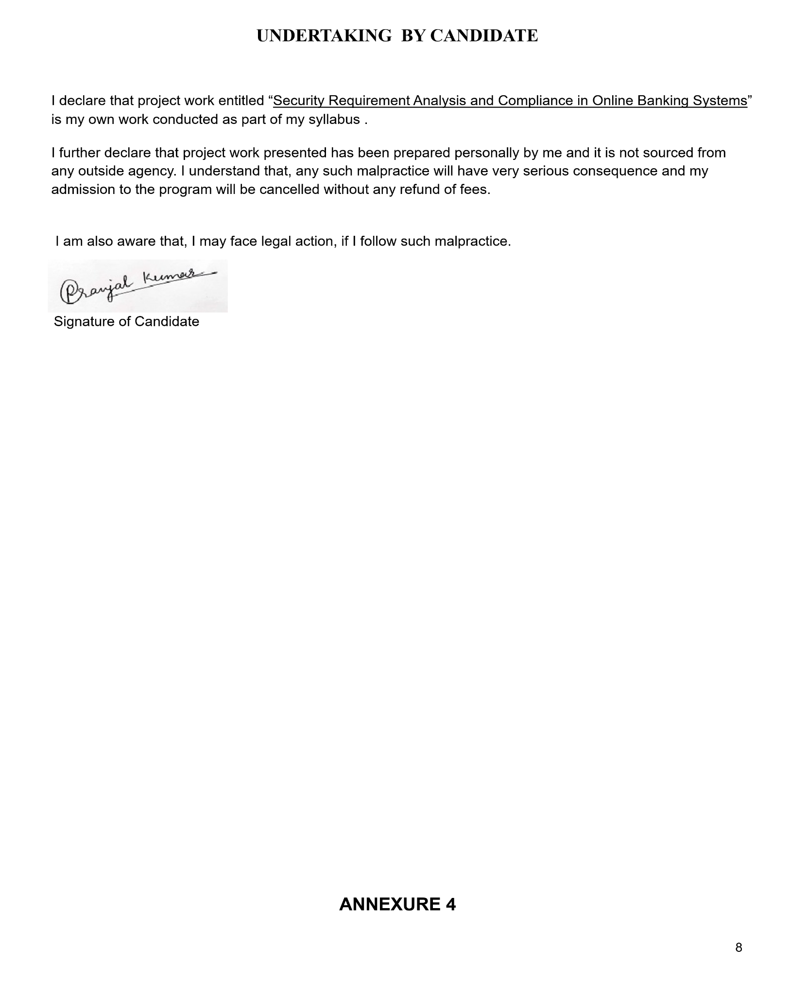 UNDERTAKING  BY CANDIDATE
I declare that project work entitled “Security Requirement Analysis and Compliance in Online Banking Systems”
is my own work conducted as part of my syllabus .
I further declare that project work presented has been prepared personally by me and it is not sourced from
any outside agency. I understand that, any such malpractice will have very serious consequence and my
admission to the program will be cancelled without any refund of fees.
I am also aware that, I may face legal action, if I follow such malpractice.
Pranjal Kumar
Signature of Candidate
ANNEXURE 4
8